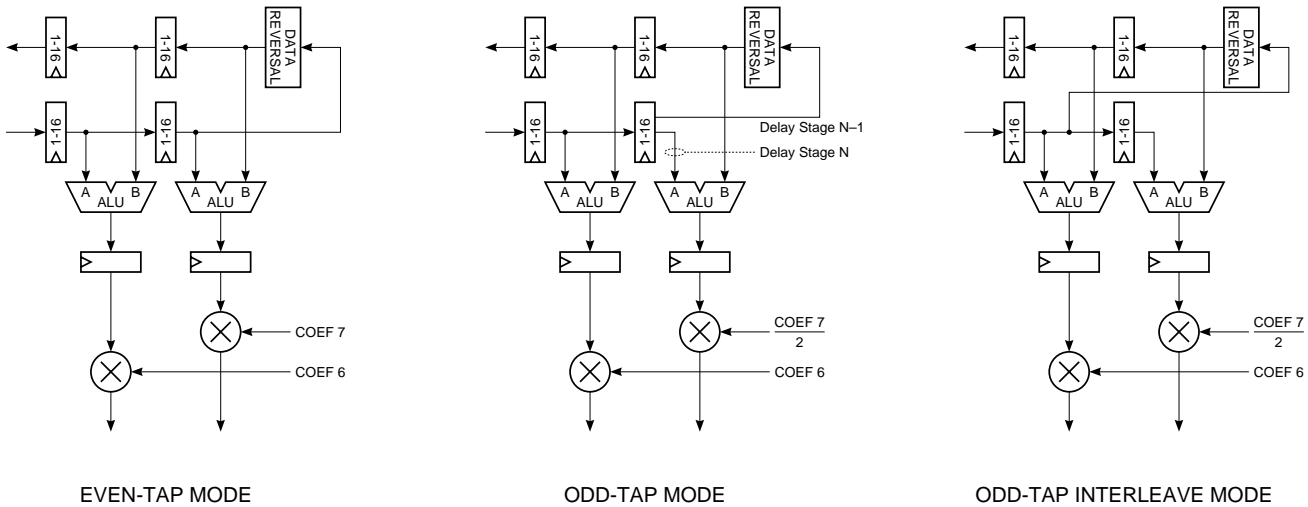 1-16
1-16
DATA
REVERSAL
1-16
1-16
A
B
ALU
A
B
ALU
COEF 7
COEF 6
EVEN-TAP MODE
1-16
1-16
DATA
REVERSAL
1-16
1-16
Delay Stage N–1
Delay Stage N
A
B
ALU
A
B
ALU
COEF 7
2
COEF 6
ODD-TAP MODE
1-16
1-16
DATA
REVERSAL
1-16
1-16
A
B
ALU
A
B
ALU
COEF 7
2
COEF 6
ODD-TAP INTERLEAVE MODE